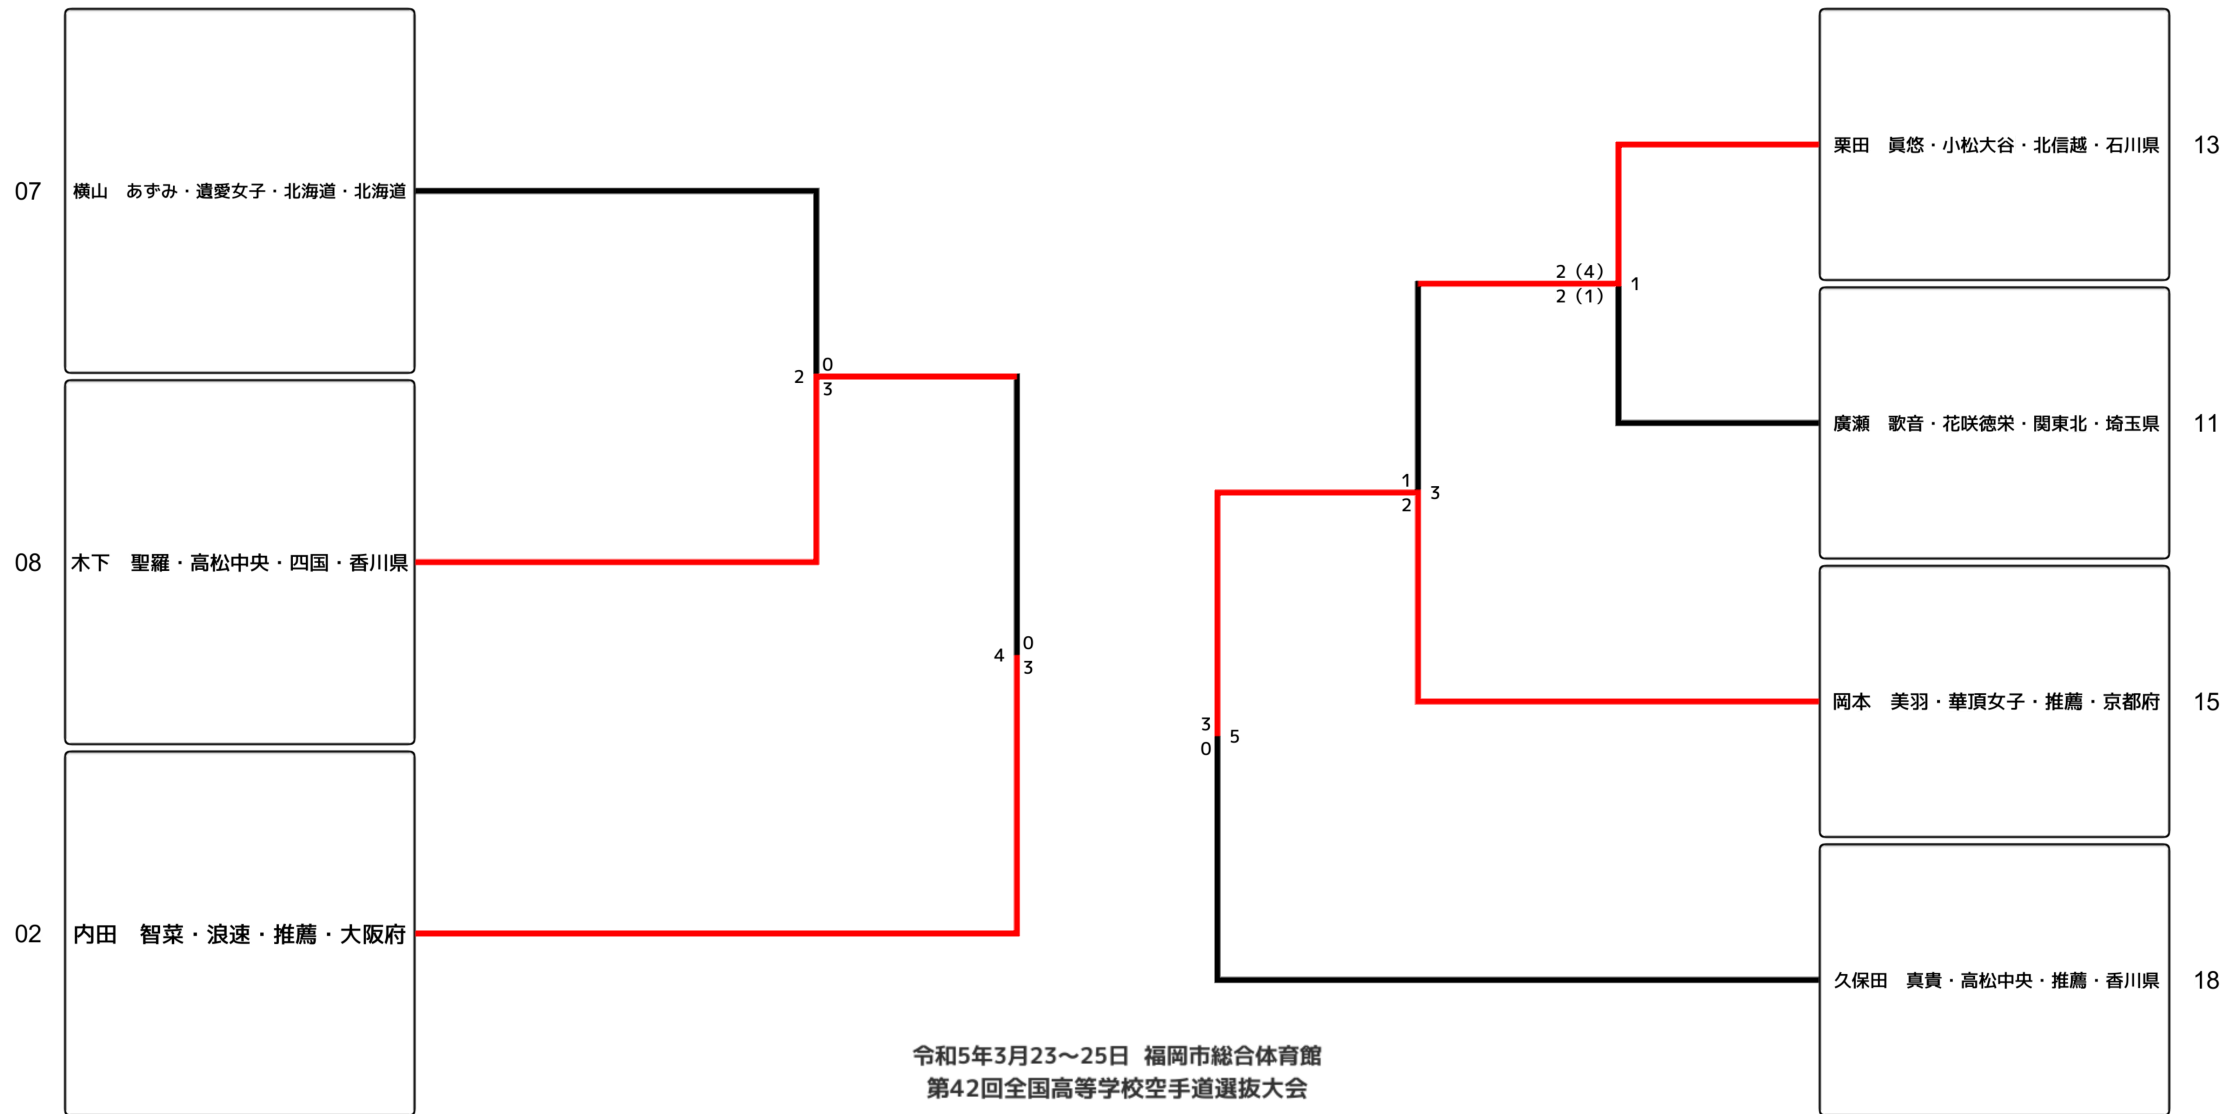 07
横山　あずみ・遺愛女子・北海道・北海道
0
2
3
08
木下　聖羅・高松中央・四国・香川県
0
4
3
02
内田　智菜・浪速・推薦・大阪府
栗田　眞悠・小松大谷・北信越・石川県
13
2（4）
1
2（1）
廣瀬　歌音・花咲徳栄・関東北・埼玉県
11
1
3
2
岡本　美羽・華頂女子・推薦・京都府
15
3
5
0
久保田　真貴・高松中央・推薦・香川県
18
令和5年3月23～25日 福岡市総合体育館
第42回全国高等学校空手道選抜大会